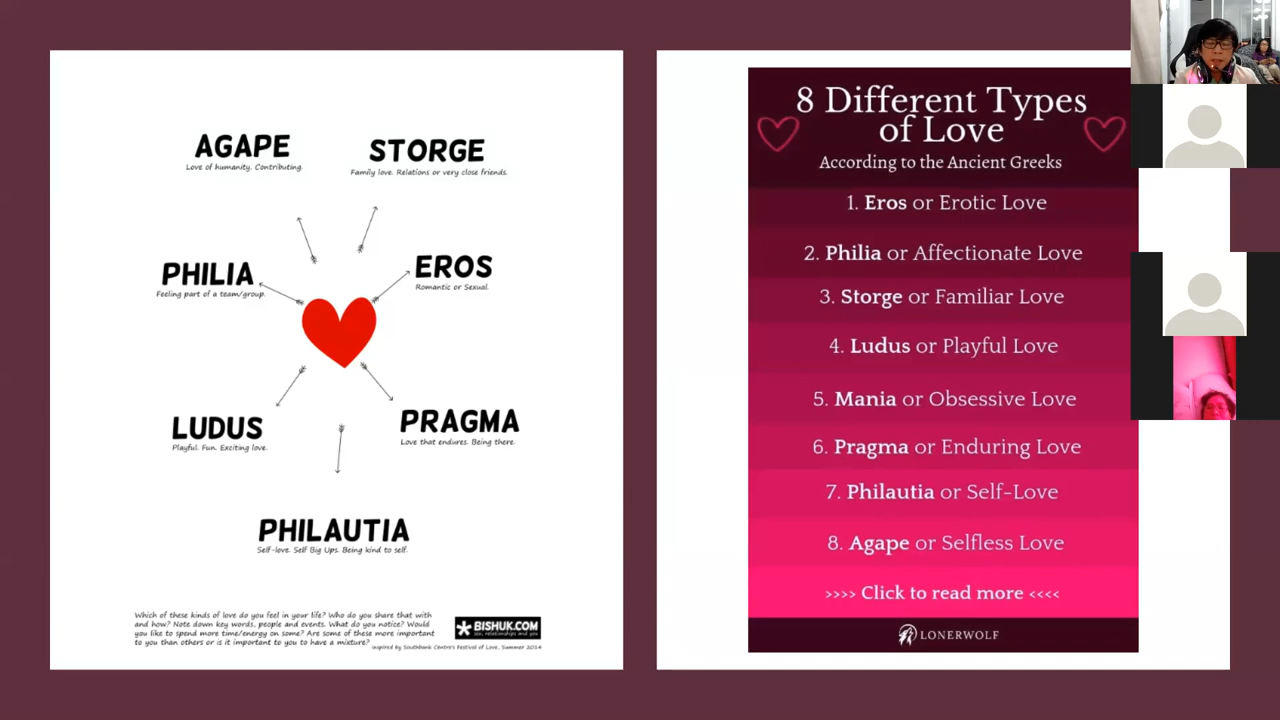 AGAPE
Love of humanity. Contributing.
STORGE
Family love. Relations or very close friends.
PHILIA
Feeling part of a team/group.
EROS
Romantic or Sexual.
LUDUS
Playful. Fun. Exciting love.
PRAGMA
Love that endures. Being there.
PHILAUTIA
Self-love. Self Big Ups. Being kind to self.
Which of these kinds of love do you feel in your life? Who do you share that with
and how? Note down key words, people and events. What do you notice? Would
you like to spend more time/energy on some? Are some of these more important
to you than others or is it important to you to have a mixture?
BISHUK.COM
sex, relationships and you
Inspired by Southbank Centre's Festival of Love, Summer 2014
8 Different Types
of Love
According to the Ancient Greeks
1. Eros or Erotic Love
2. Philia or Affectionate Love
3. Storge or Familiar Love
4. Ludus or Playful Love
5. Mania or Obsessive Love
6. Pragma or Enduring Love
7. Philautia or Self-Love
8. Agape or Selfless Love
>>>> Click to read more <<<<
LONERWOLF